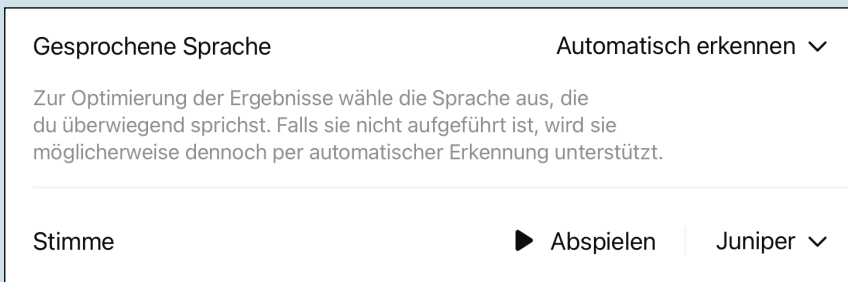 Gesprochene Sprache Automatisch erkennen
Zur Optimierung der Ergebnisse wähle die Sprache aus, die
du überwiegend sprichst. Falls sie nicht aufgeführt ist, wird sie
möglicherweise dennoch per automatischer Erkennung unterstützt.
Stimme Abspielen Juniper